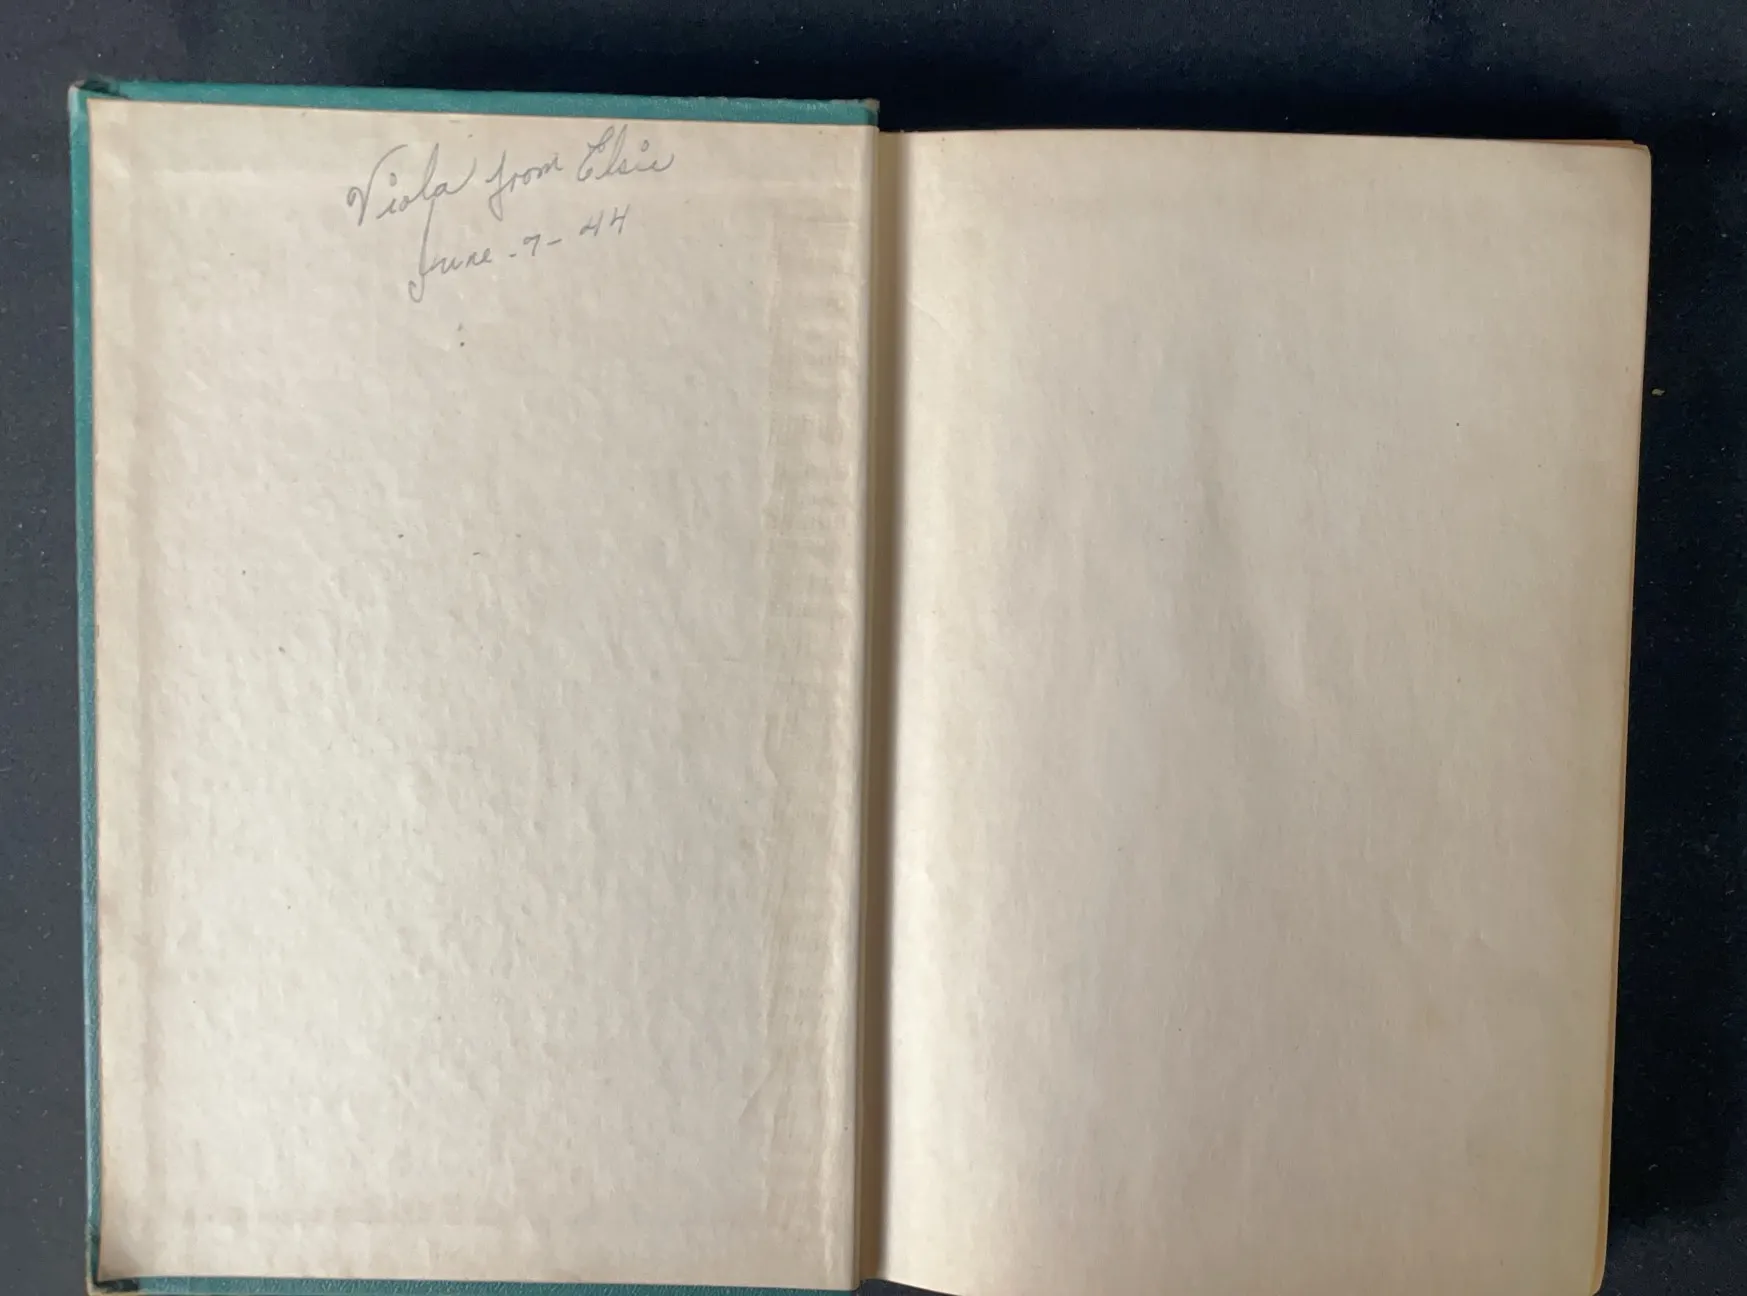 Viola from Elsie
June - 7 - 44